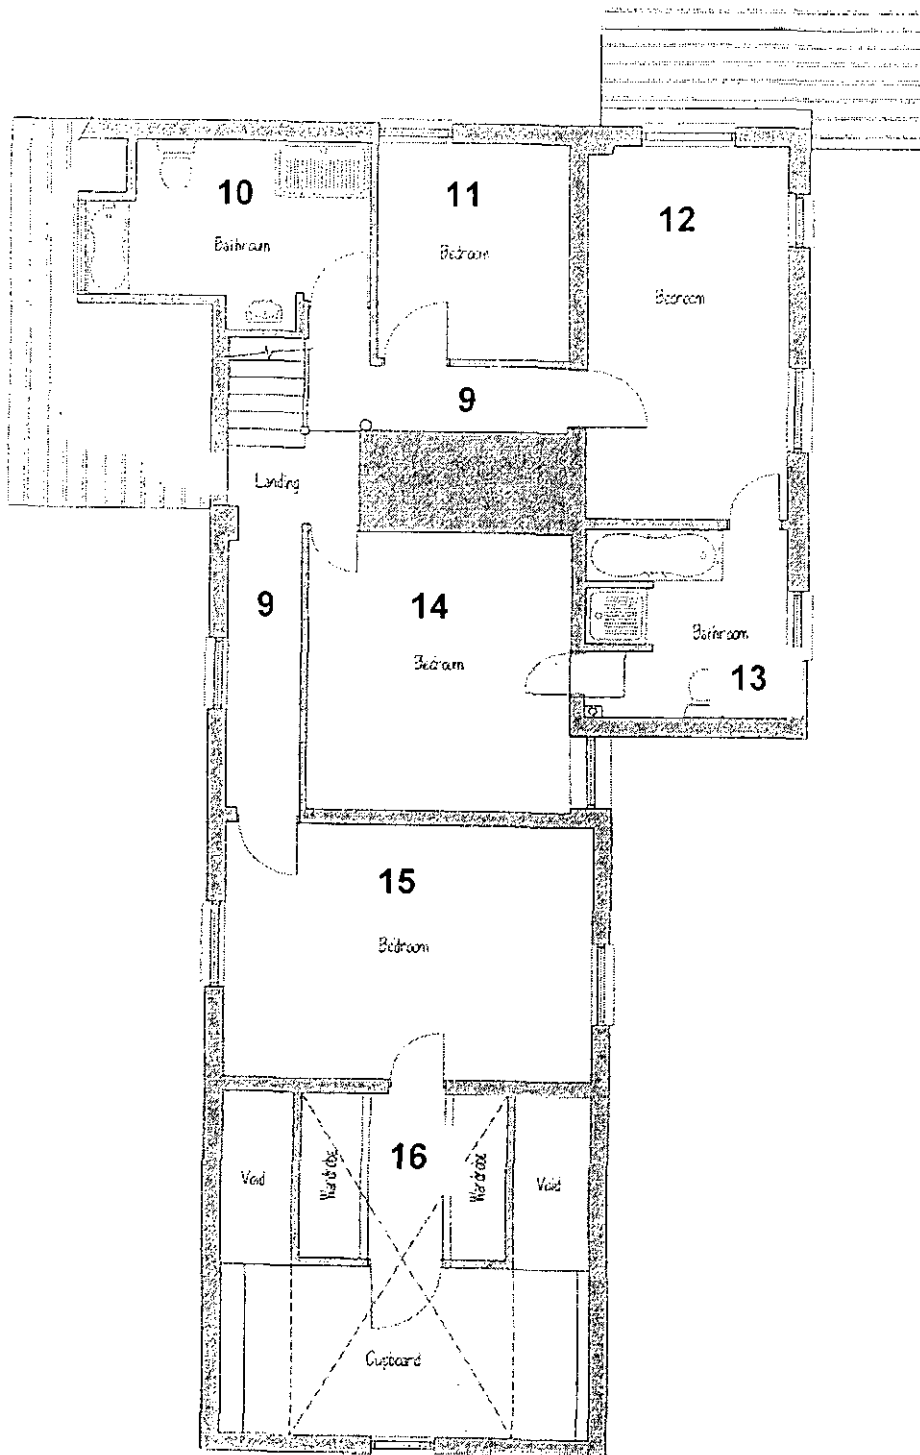 10
Bathroom
11
Bedroom
12
Bedroom
9
Landing
9
14
Bedroom
Bathroom
13
15
Bedroom
16
Void
Wardrobe
Wardrobe
Void
Cupboard